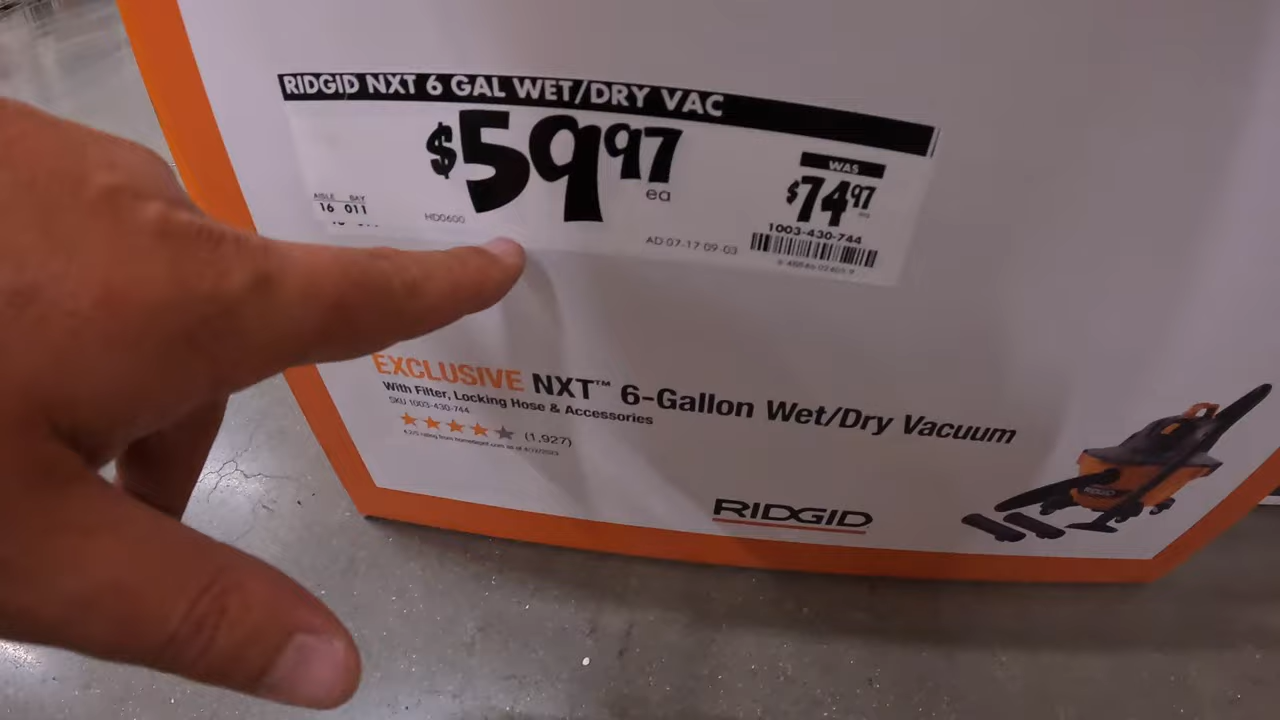 RIDGID NXT 6 GAL WET/DRY VAC
$59 97
ea
WAS
$74 97
AISLE BAY
16 011
HD0600
AD 07-17 09-03
1003-430-744
EXCLUSIVE NXT™ 6-Gallon Wet/Dry Vacuum
With Filter, Locking Hose & Accessories
SKU 1003-430-744
(1,927)
RIDGID